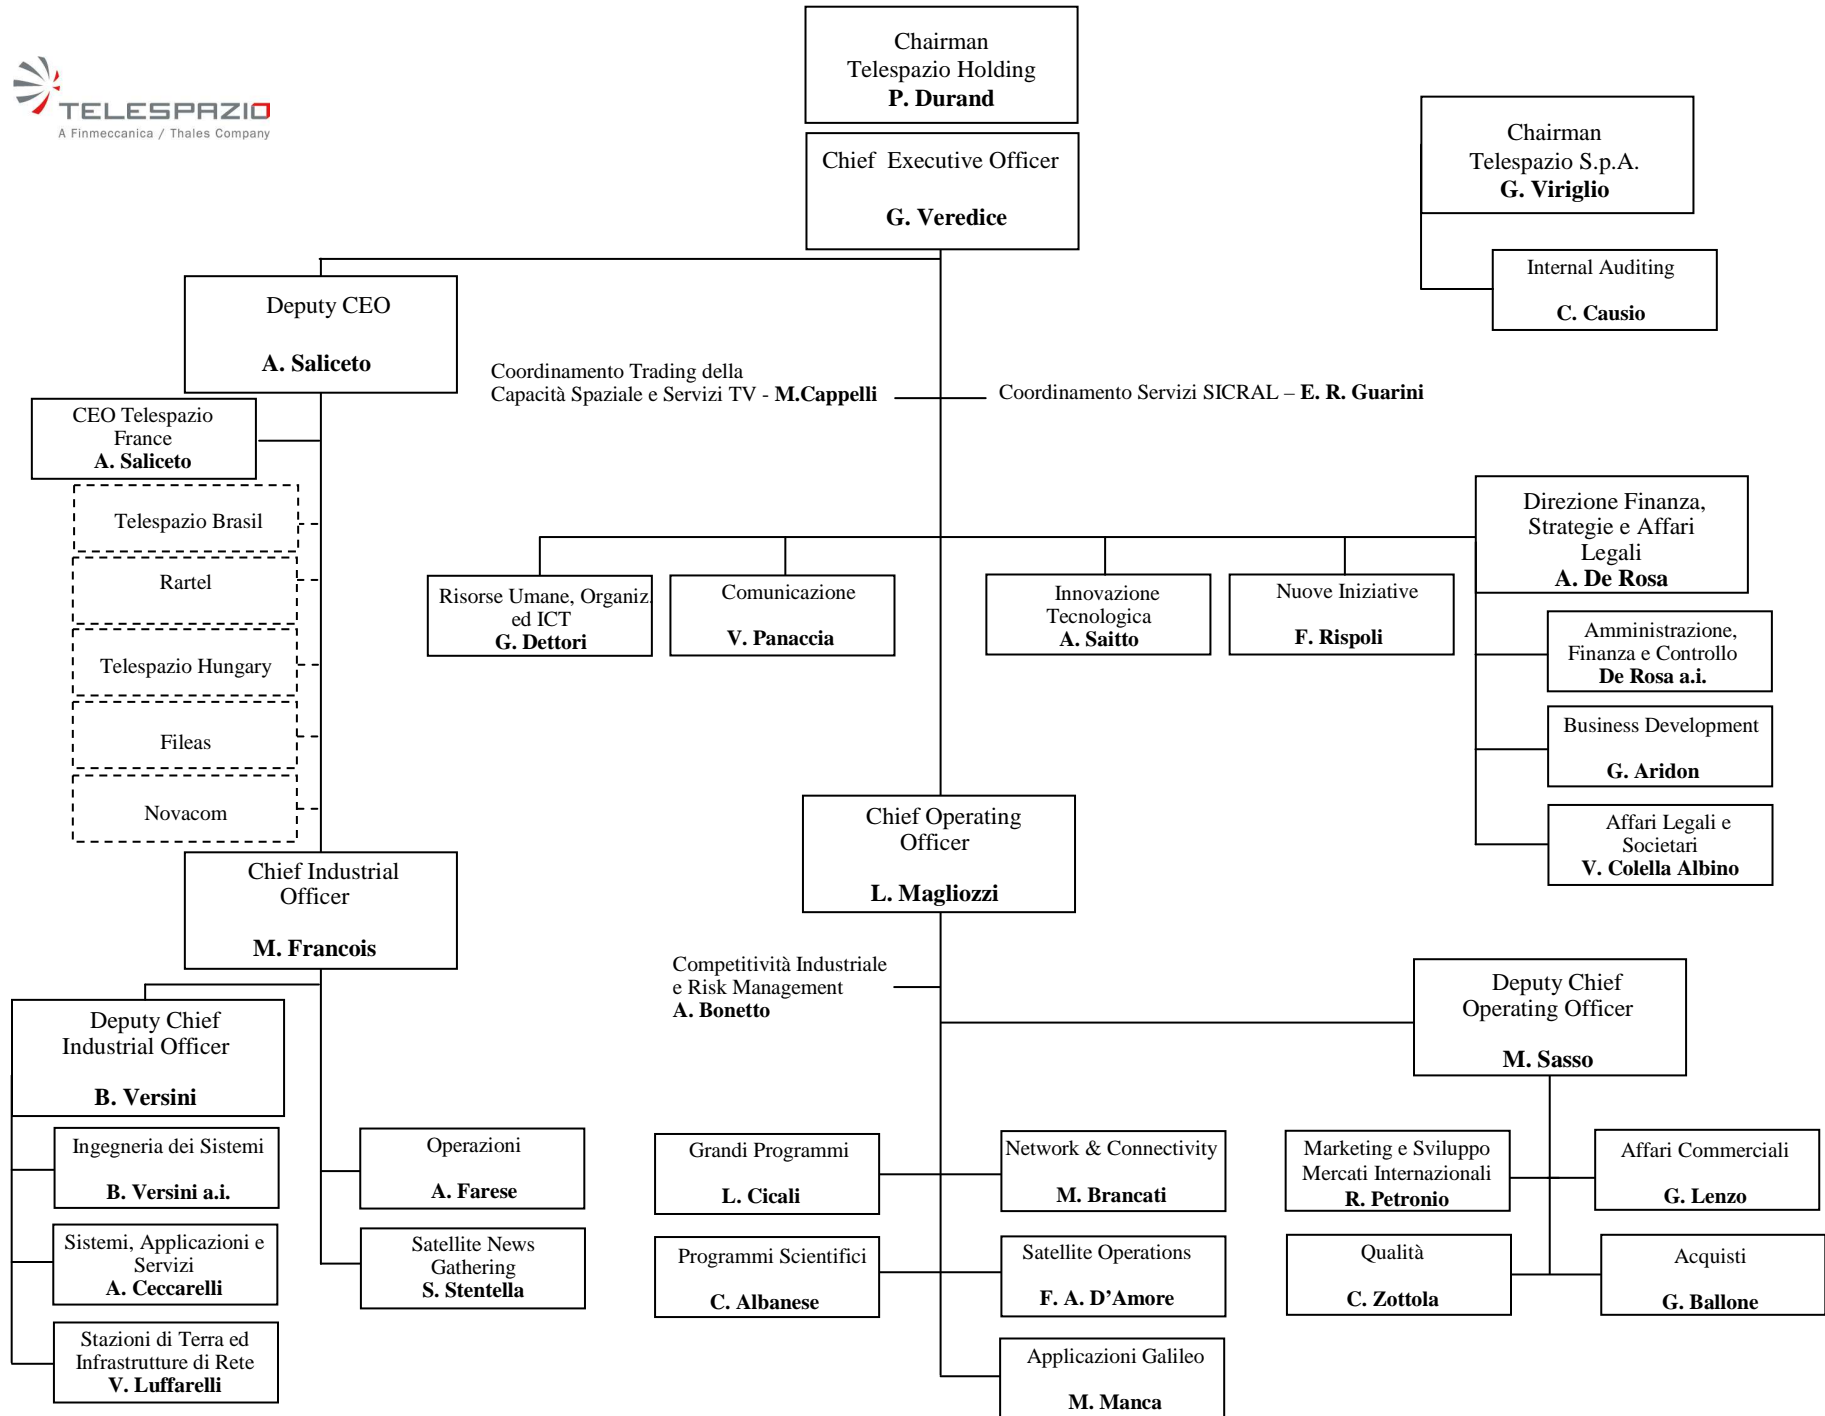 TELESPAZIO
A Finmeccanica / Thales Company
Chairman
Telespazio Holding
P. Durand
Chief Executive Officer
G. Veredice
Chairman
Telespazio S.p.A.
G. Viriglio
Internal Auditing
C. Causio
Deputy CEO
A. Saliceto
Coordinamento Trading della
Capacità Spaziale e Servizi TV - M.Cappelli
Coordinamento Servizi SICRAL – E. R. Guarini
CEO Telespazio
France
A. Saliceto
Telespazio Brasil
Rartel
Telespazio Hungary
Fileas
Novacom
Risorse Umane, Organiz.
ed ICT
G. Dettori
Comunicazione
V. Panaccia
Innovazione
Tecnologica
A. Saitto
Nuove Iniziative
F. Rispoli
Direzione Finanza,
Strategie e Affari
Legali
A. De Rosa
Amministrazione,
Finanza e Controllo
De Rosa a.i.
Business Development
G. Aridon
Affari Legali e
Societari
V. Colella Albino
Chief Industrial
Officer
M. Francois
Chief Operating
Officer
L. Magliozzi
Competitività Industriale
e Risk Management
A. Bonetto
Deputy Chief
Operating Officer
M. Sasso
Deputy Chief
Industrial Officer
B. Versini
Ingegneria dei Sistemi
B. Versini a.i.
Sistemi, Applicazioni e
Servizi
A. Ceccarelli
Stazioni di Terra ed
Infrastrutture di Rete
V. Luffarelli
Operazioni
A. Farese
Satellite News
Gathering
S. Stentella
Grandi Programmi
L. Cicali
Network & Connectivity
M. Brancati
Programmi Scientifici
C. Albanese
Satellite Operations
F. A. D’Amore
Applicazioni Galileo
M. Manca
Marketing e Sviluppo
Mercati Internazionali
R. Petronio
Affari Commerciali
G. Lenzo
Qualità
C. Zottola
Acquisti
G. Ballone